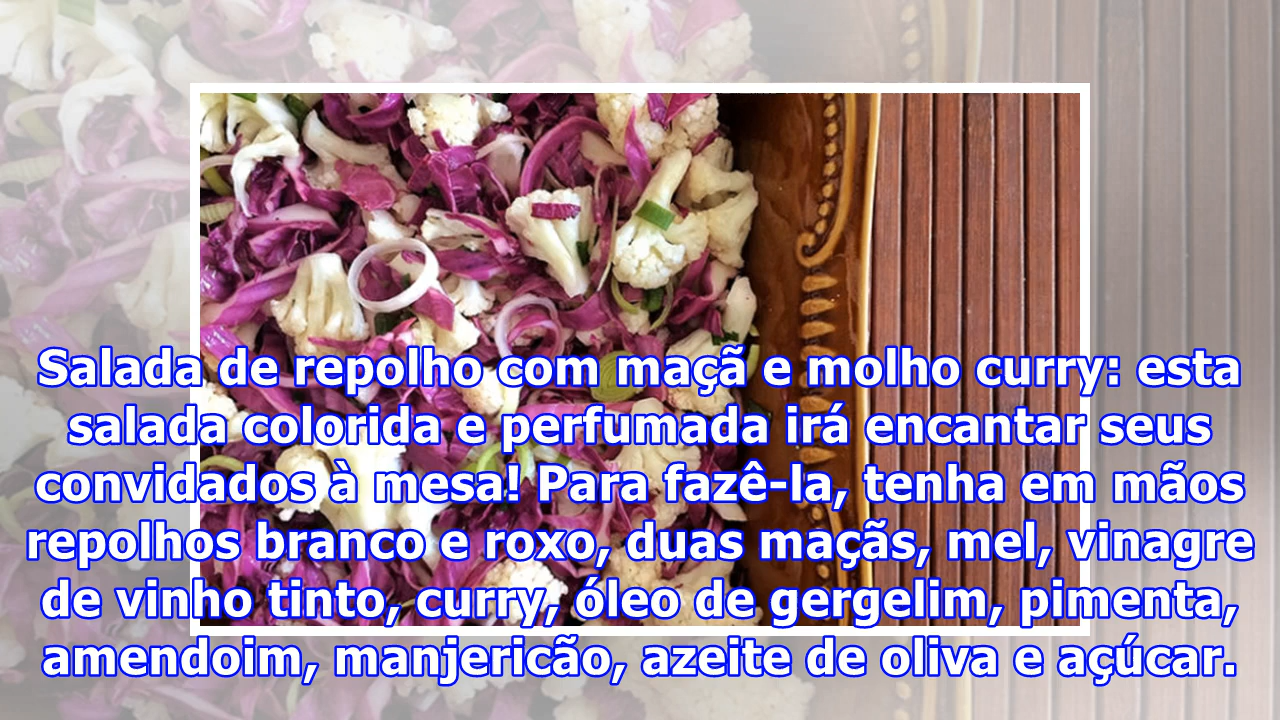 Salada de repolho com maçã e molho curry: esta
salada colorida e perfumada irá encantar seus
convidados à mesa! Para fazê-la, tenha em mãos
repolhos branco e roxo, duas maçãs, mel, vinagre
de vinho tinto, curry, óleo de gergelim, pimenta,
amendoim, manjericão, azeite de oliva e açúcar.